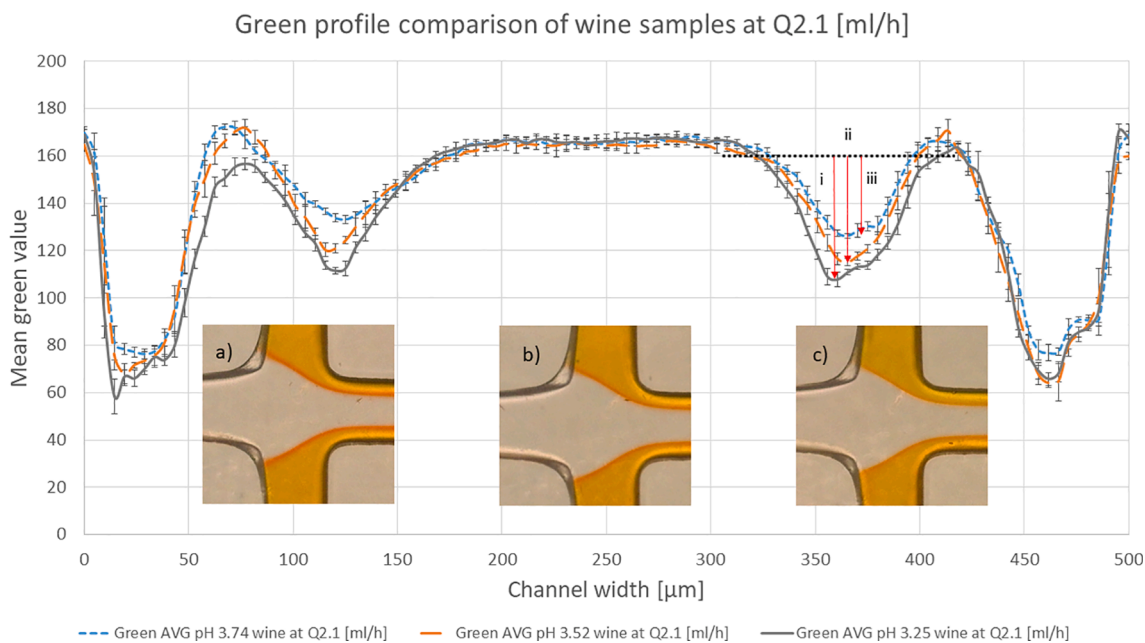 Green profile comparison of wine samples at Q2.1 [ml/h]
200
180
160
140
120
100
80
60
40
20
0
Mean green value
ii
i
iii
a)
b)
c)
0 50 100 150 200 250 300 350 400 450 500
Channel width [µm]
Green AVG pH 3.74 wine at Q2.1 [ml/h] Green AVG pH 3.52 wine at Q2.1 [ml/h] Green AVG pH 3.25 wine at Q2.1 [ml/h]